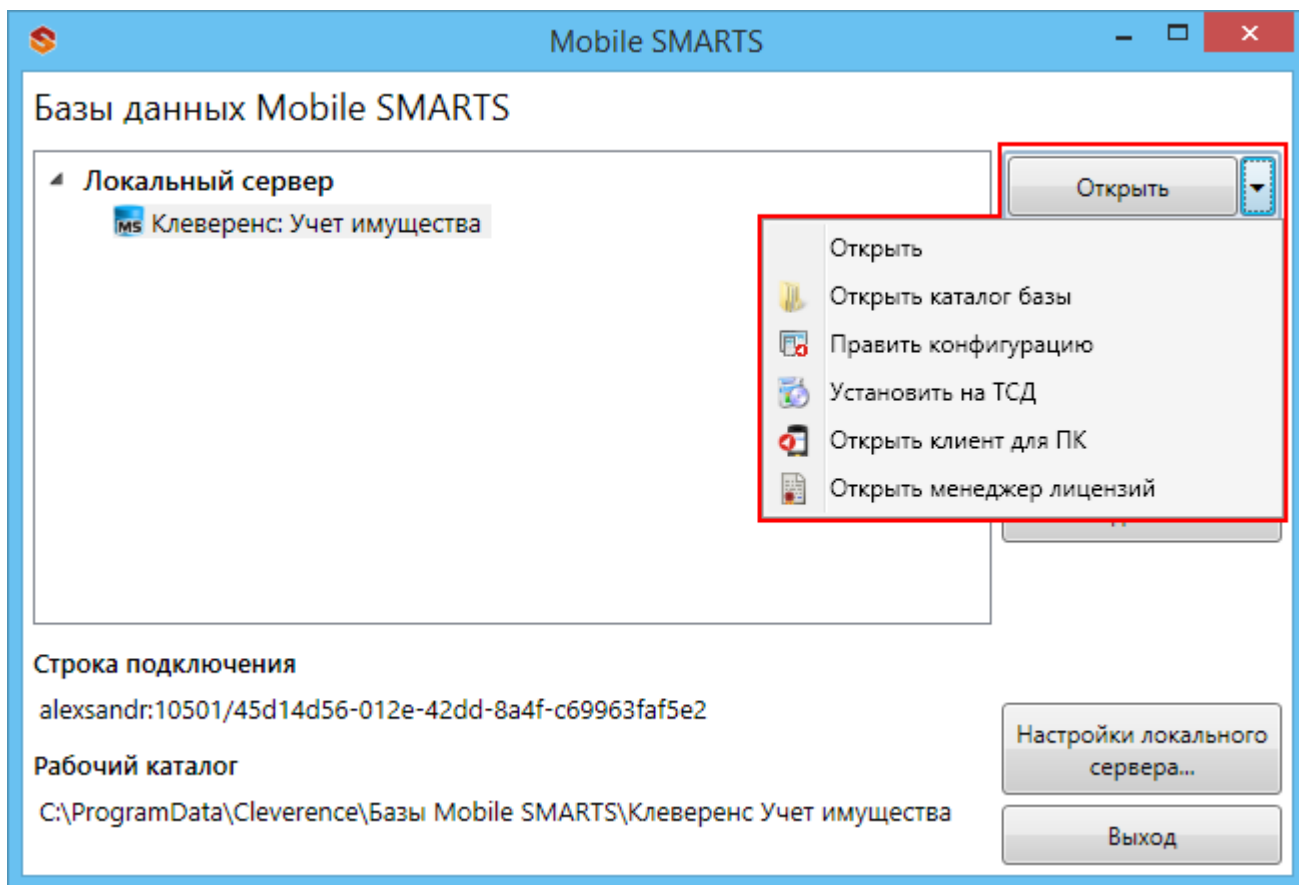 Mobile SMARTS
Базы данных Mobile SMARTS
Локальный сервер
MS Клеверенс: Учет имущества
Открыть
Открыть
Открыть каталог базы
Править конфигурацию
Установить на ТСД
Открыть клиент для ПК
Открыть менеджер лицензий
Строка подключения
alexsandr:10501/45d14d56-012e-42dd-8a4f-c69963faf5e2
Рабочий каталог
C:\ProgramData\Cleverence\Базы Mobile SMARTS\Клеверенс Учет имущества
Настройки локального
сервера...
Выход